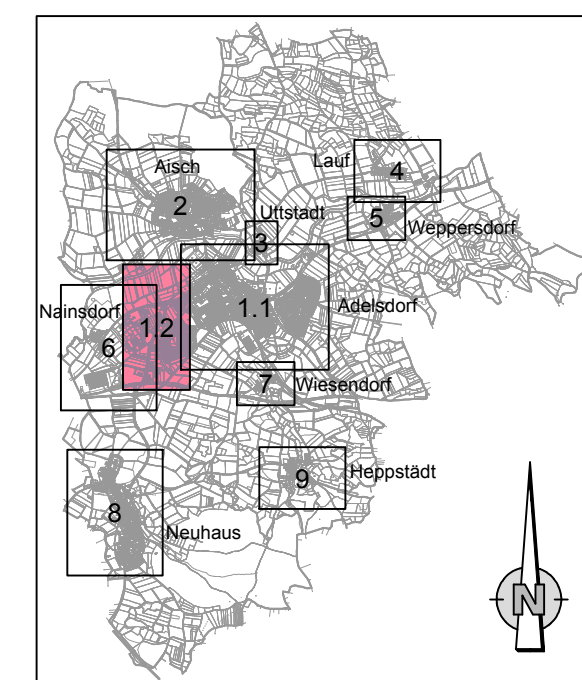 Lauf
4
Aisch
2
Uttstadt
5
Weppersdorf
3
Nainsdorf
1.2
1.1
Adelsdorf
6
7
Wiesendorf
9
Heppstädt
8
Neuhaus
N